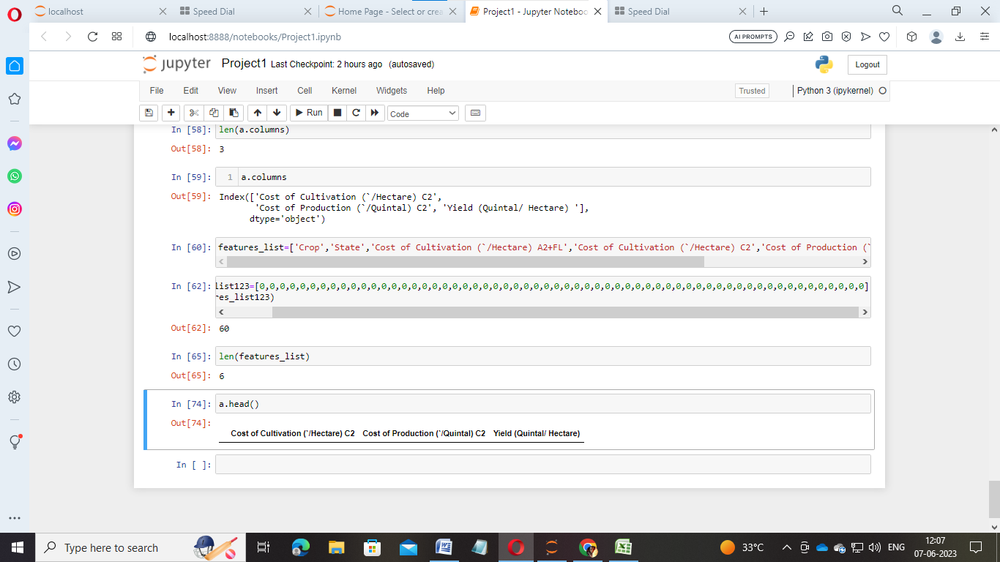 localhost
Speed Dial
Home Page - Select or crea
Project1 - Jupyter Noteboo
Speed Dial
localhost:8888/notebooks/Project1.ipynb
AI PROMPTS
jupyter Project1 Last Checkpoint: 2 hours ago (autosaved)
Logout
File Edit View Insert Cell Kernel Widgets Help
Trusted
Python 3 (ipykernel)
Run
Code
In [58]: len(a.columns)
Out[58]: 3
In [59]: 1 a.columns
Out[59]: Index(['Cost of Cultivation (`/Hectare) C2',
'Cost of Production (`/Quintal) C2', 'Yield (Quintal/ Hectare) '],
dtype='object')
In [60]: features_list=['Crop','State','Cost of Cultivation (`/Hectare) A2+FL','Cost of Cultivation (`/Hectare) C2','Cost of Production (`
In [62]: list123=[0,0,0,0,0,0,0,0,0,0,0,0,0,0,0,0,0,0,0,0,0,0,0,0,0,0,0,0,0,0,0,0,0,0,0,0,0,0,0,0,0,0,0,0,0,0,0,0,0,0,0,0,0,0,0,0,0,0,0,0]
res_list123)
Out[62]: 60
In [65]: len(features_list)
Out[65]: 6
In [74]: a.head()
Out[74]:
Cost of Cultivation (`/Hectare) C2 Cost of Production (`/Quintal) C2 Yield (Quintal/ Hectare)
In [ ]:
Type here to search
33°C
ENG
12:07
07-06-2023